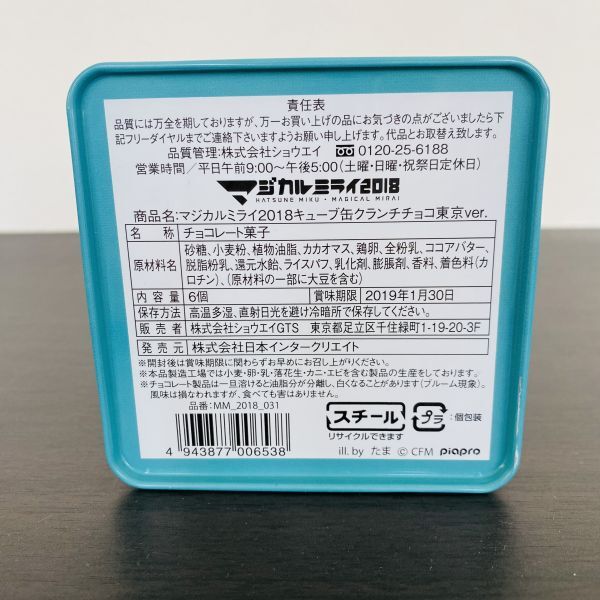 責任表
品質には万全を期しておりますが、万一お買い上げの品にお気づきの点がございましたら下
記フリーダイヤルまでご連絡下さいますようお願い申し上げます。代品とお取替え致します。
品質管理：株式会社ショウエイ 0120-25-6188
営業時間／平日午前9:00～午後5:00（土曜・日曜・祝祭日定休日）
マジカルミライ2018
HATSUNE MIKU・MAGICAL MIRAI
商品名：マジカルミライ2018キューブ缶クランチチョコ東京ver.
名 称 チョコレート菓子
原材料名 砂糖、小麦粉、植物油脂、カカオマス、鶏卵、全粉乳、ココアバター、
脱脂粉乳、還元水飴、ライスパフ、乳化剤、膨脹剤、香料、着色料（カ
ロチン）、（原材料の一部に大豆を含む）
内 容 量 6個 賞味期限 2019年1月30日
保存方法 高温多湿、直射日光を避け冷暗所で保存してください。
販 売 者 株式会社ショウエイGTS 東京都足立区千住緑町1-19-20-3F
発 売 元 株式会社日本インタークリエイト
※開封後は賞味期限に関わらずお早めにお召し上がりください。
※本品製造工場では小麦・卵・乳・落花生・カニ・エビを含む製品の生産をしております。
※チョコレート製品は一旦溶けると油脂分が分離し、白くなることがあります（ブルーム現象）。
風味は損なわれますが、食べても害はありません。
品番：MM_2018_031
4 943877 006538
スチール
リサイクルできます
プラ ：個包装
ill. by たま © CFM piapro